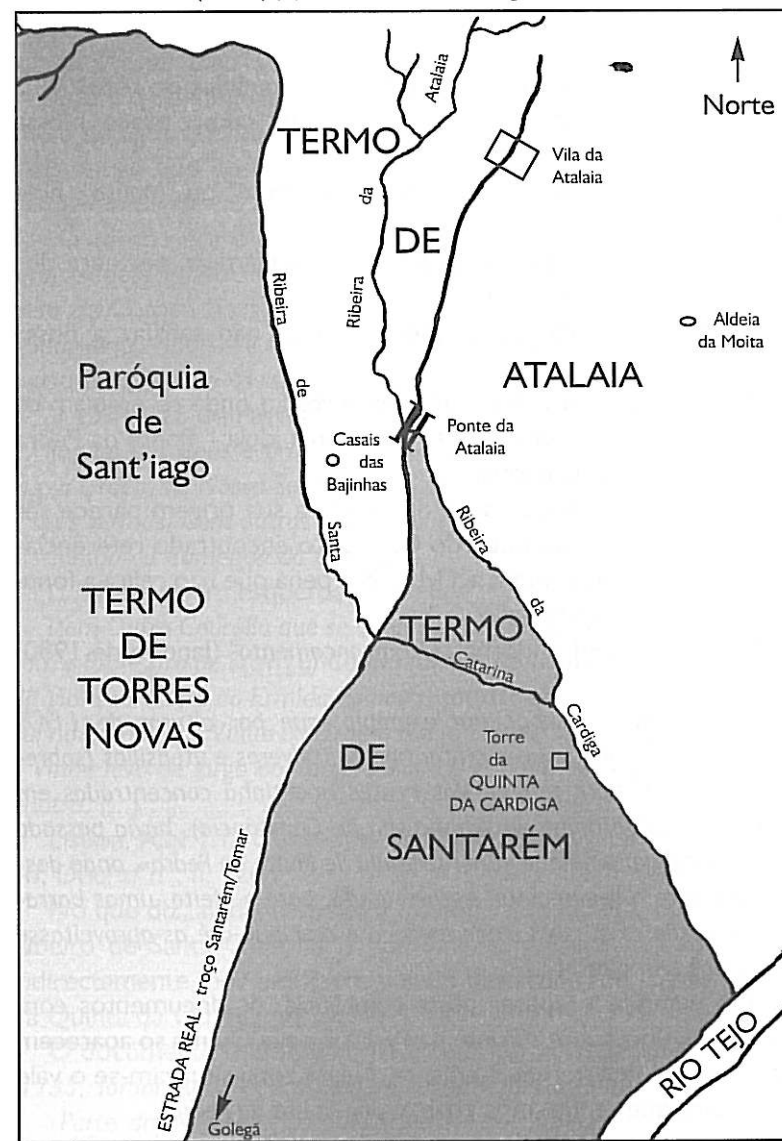 Norte
Atalaia
TERMO
Vila da
Atalaia
da
DE
Ribeira
Ribeira
de
Santa
Catarina
Aldeia
da Moita
ATALAIA
Paróquia
de
Sant'iago
Ponte da
Atalaia
Casais
das
Bajinhas
Ribeira
da
Cardiga
TERMO
DE
TORRES
NOVAS
TERMO
DE
SANTARÉM
Torre
da
QUINTA
DA CARDIGA
ESTRADA REAL, troço Santarém/Tomar
RIO TEJO
Golegã